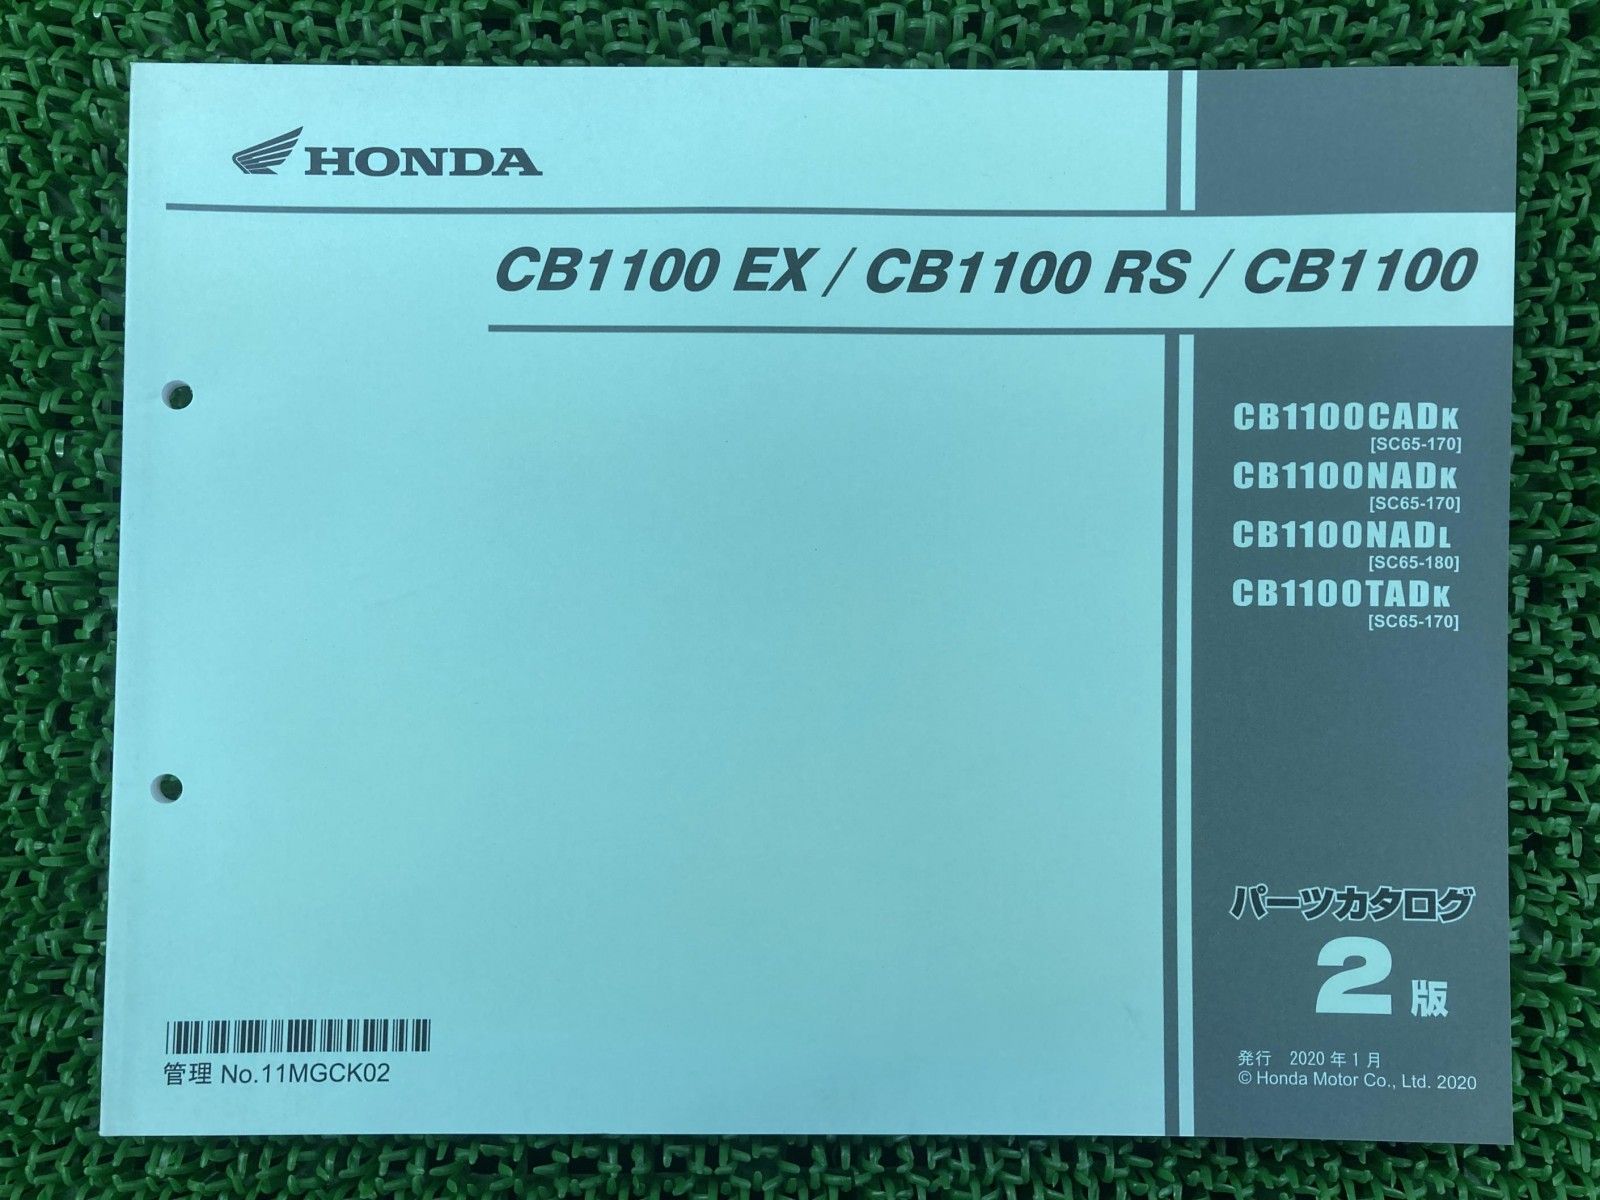 HONDA
CB1100 EX / CB1100 RS / CB1100
CB1100CADK
[SC65-170]
CB1100NADK
[SC65-170]
CB1100NADL
[SC65-180]
CB1100TADK
[SC65-170]
パーツカタログ
2版
発行 2020年1月
© Honda Motor Co., Ltd. 2020
管理 No.11MGCK02